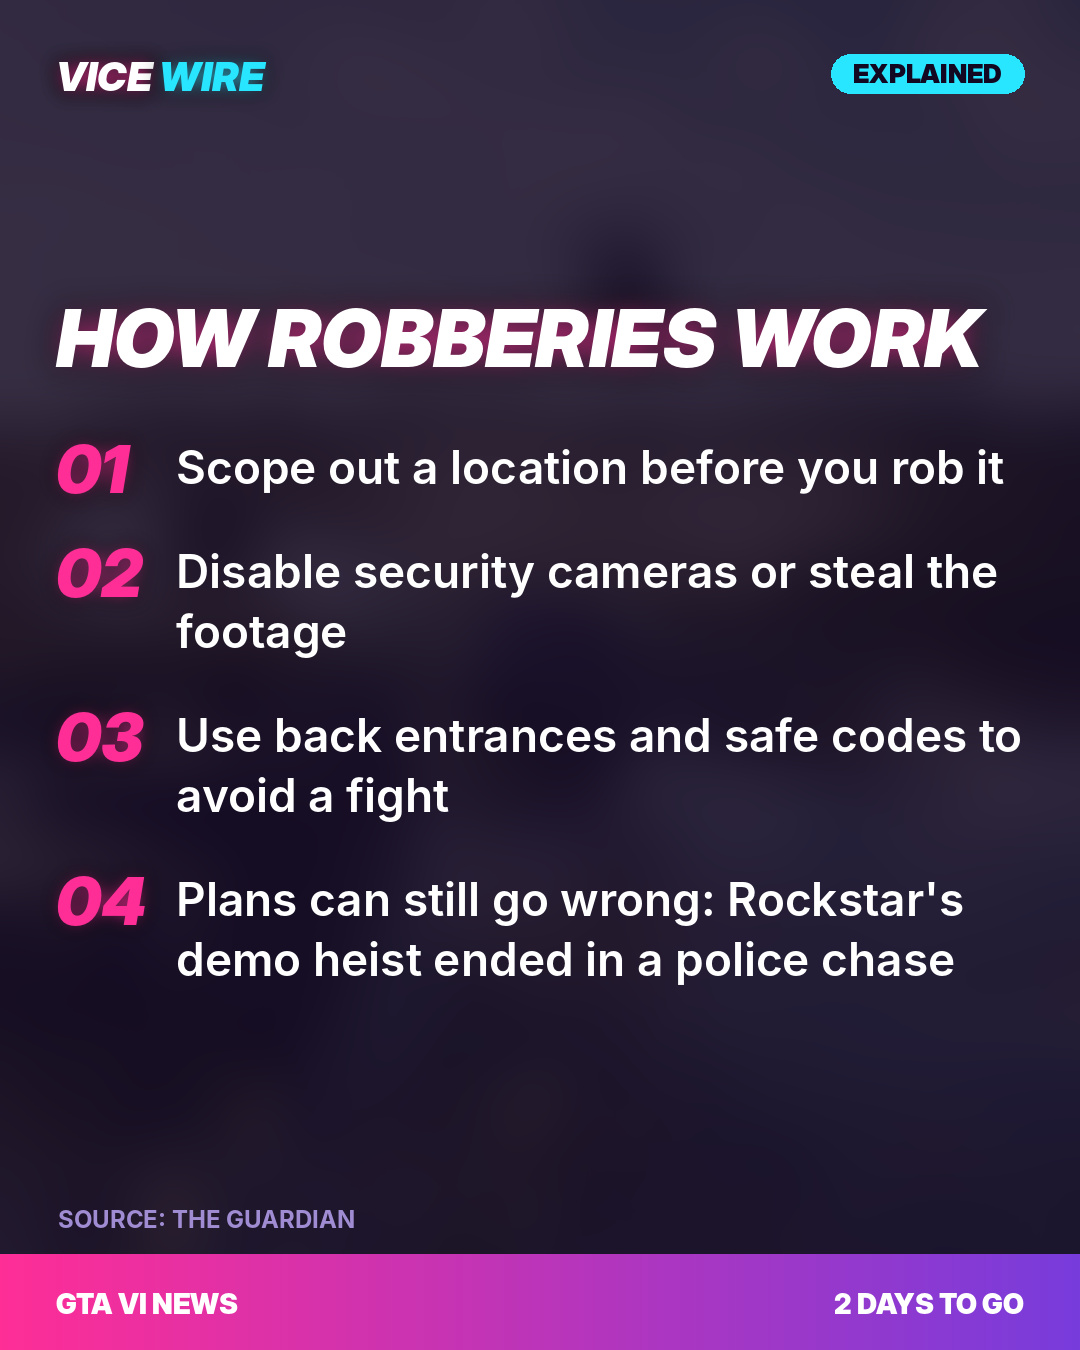 VICE WIRE
EXPLAINED
HOW ROBBERIES WORK
01 Scope out a location before you rob it
02 Disable security cameras or steal the
footage
03 Use back entrances and safe codes to
avoid a fight
04 Plans can still go wrong: Rockstar's
demo heist ended in a police chase
SOURCE: THE GUARDIAN
GTA VI NEWS
2 DAYS TO GO